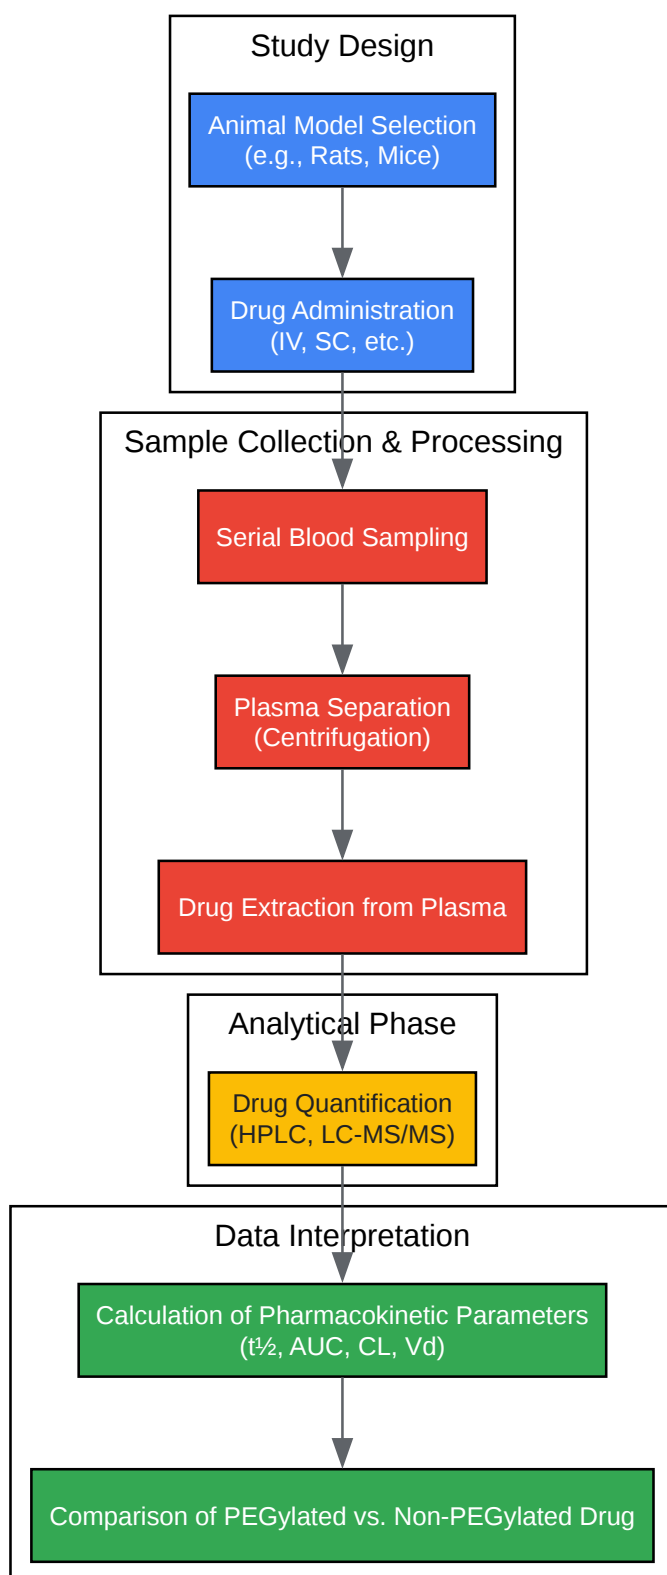 Study Design
Animal Model Selection
(e.g., Rats, Mice)
Drug Administration
(IV, SC, etc.)
Sample Collection & Processing
Serial Blood Sampling
Plasma Separation
(Centrifugation)
Drug Extraction from Plasma
Analytical Phase
Drug Quantification
(HPLC, LC-MS/MS)
Data Interpretation
Calculation of Pharmacokinetic Parameters
(t½, AUC, CL, Vd)
Comparison of PEGylated vs. Non-PEGylated Drug